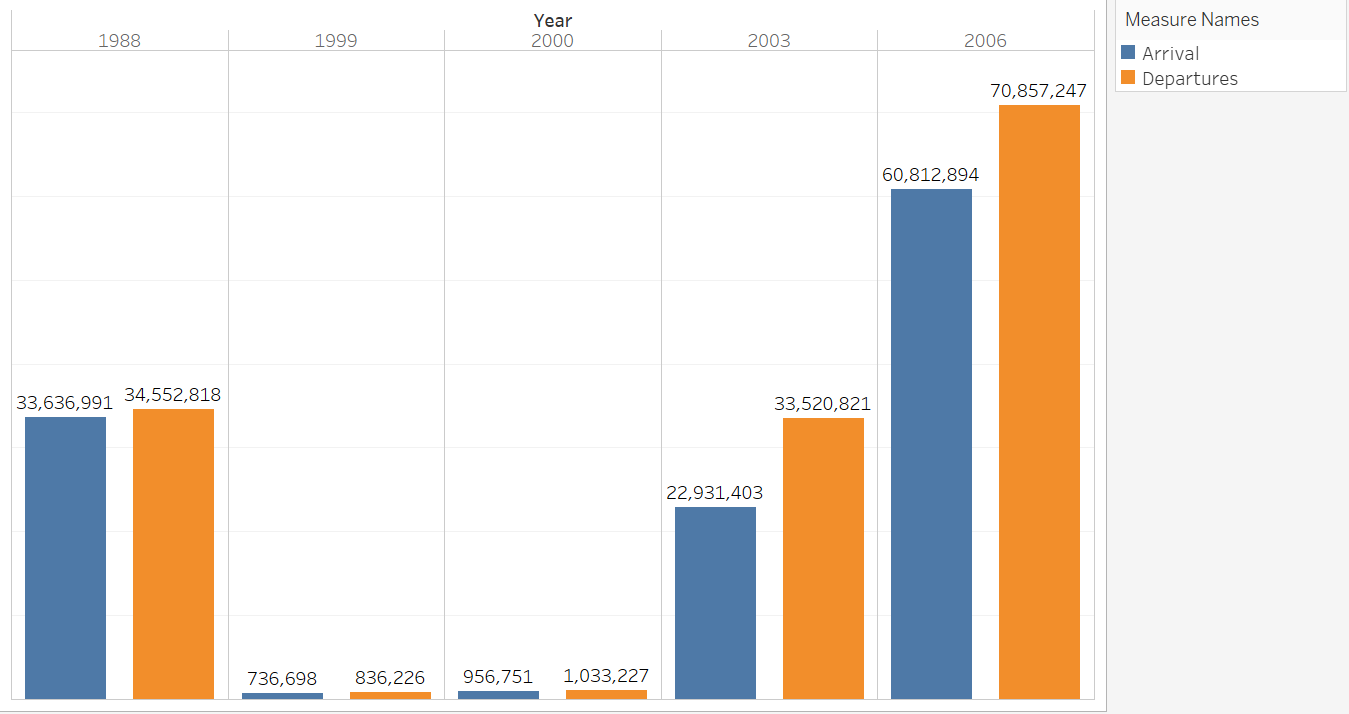 Year
1988 1999 2000 2003 2006
70,857,247
60,812,894
33,636,991 34,552,818
33,520,821
22,931,403
736,698 836,226 956,751 1,033,227
Measure Names
Arrival
Departures